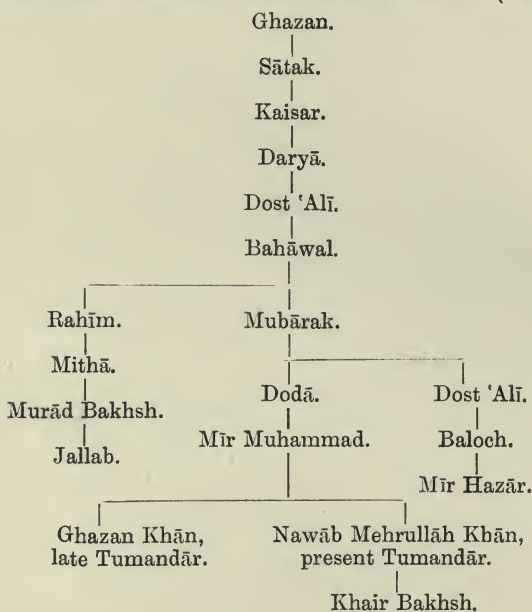 Ghazan.
Sātak.
Kaisar.
Daryā.
Dost ‘Alī.
Bahāwal.
Rahīm. Mubārak.
Mithā.
Dodā. Dost ‘Alī.
Murād Bakhsh.
Mīr Muhammad. Baloch.
Jallab.
Mīr Hazār.
Ghazan Khān, Nawāb Mehrullāh Khān,
late Tumandār. present Tumandār.
Khair Bakhsh.